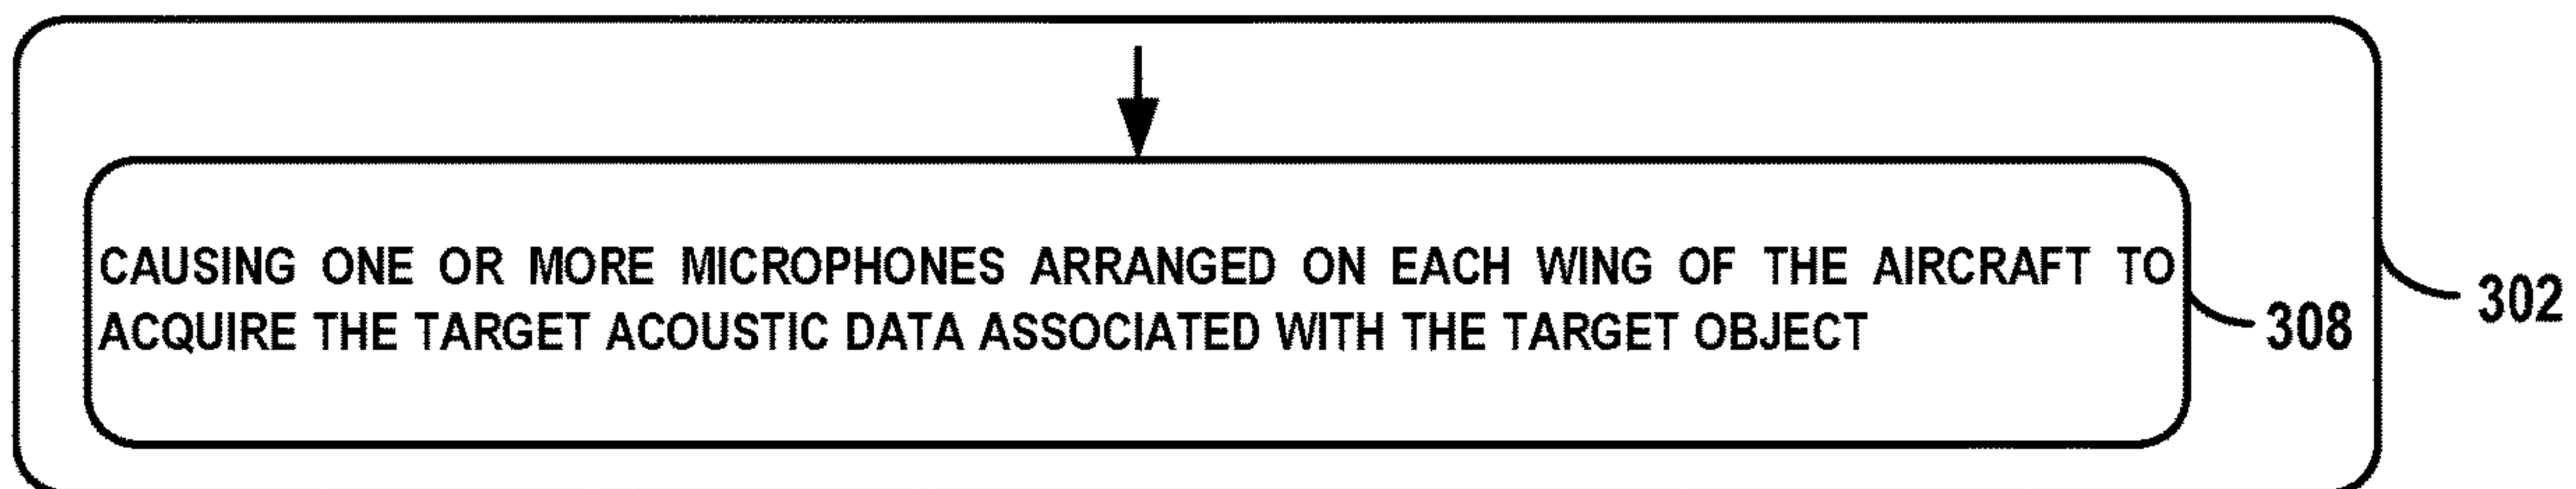 CAUSING ONE OR MORE MICROPHONES ARRANGED ON EACH WING OF THE AIRCRAFT TO
ACQUIRE THE TARGET ACOUSTIC DATA ASSOCIATED WITH THE TARGET OBJECT
308
302